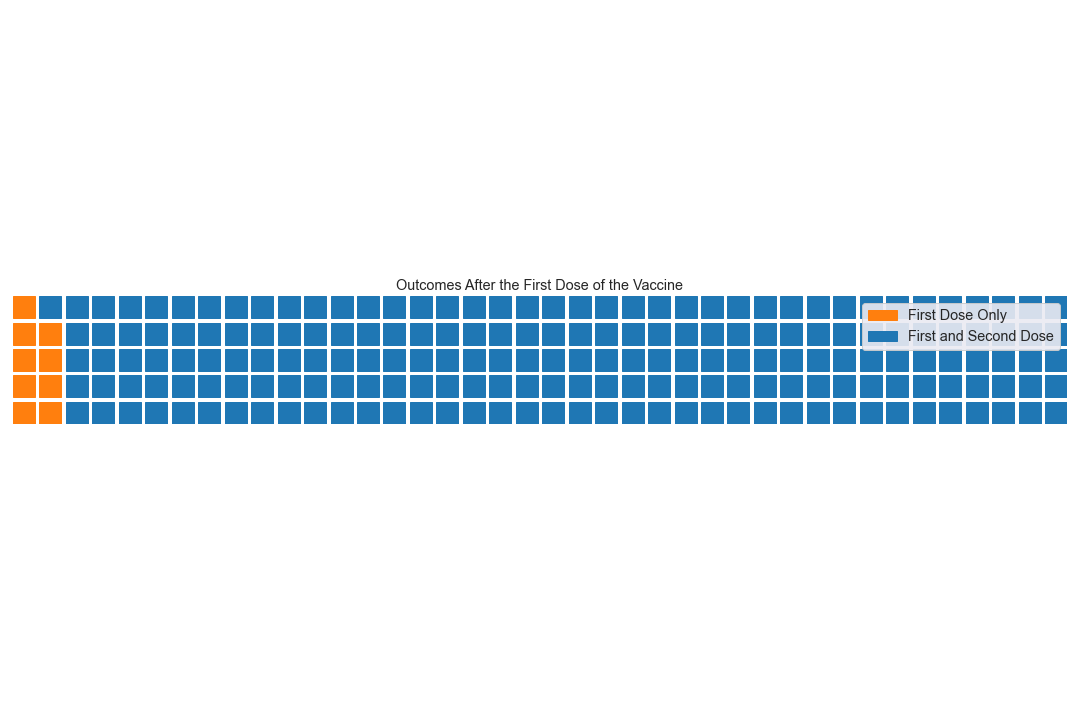 Outcomes After the First Dose of the Vaccine
First Dose Only
First and Second Dose